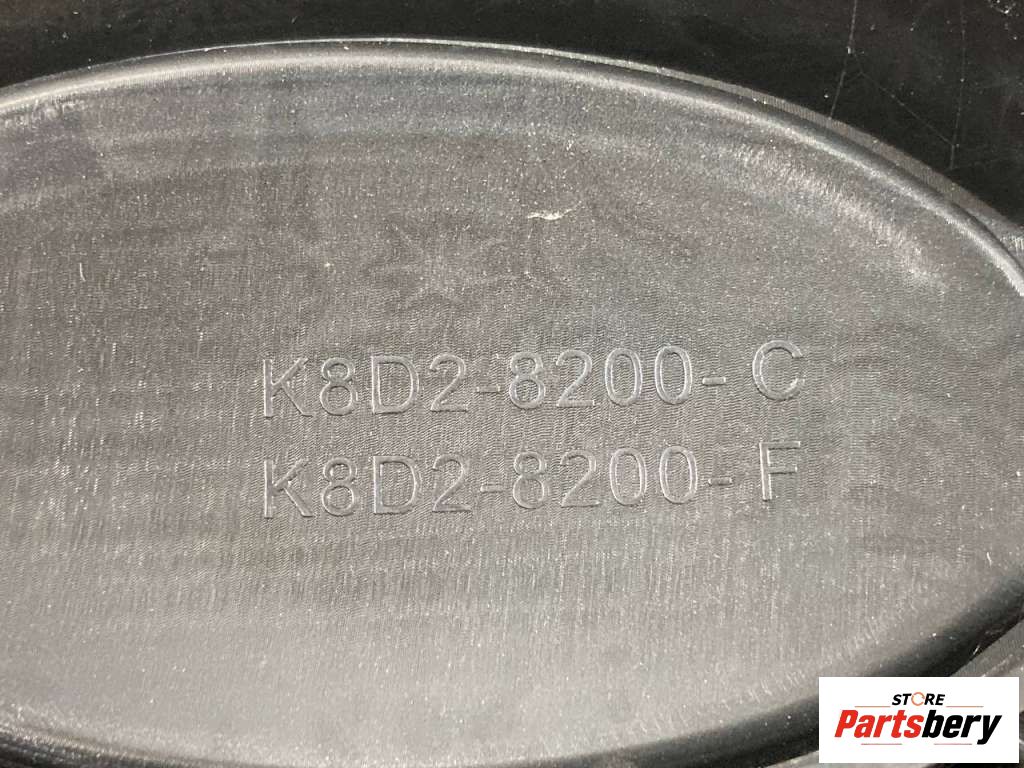 K8D2-8200- C
K8D2-8200- F
STORE
Partsbery